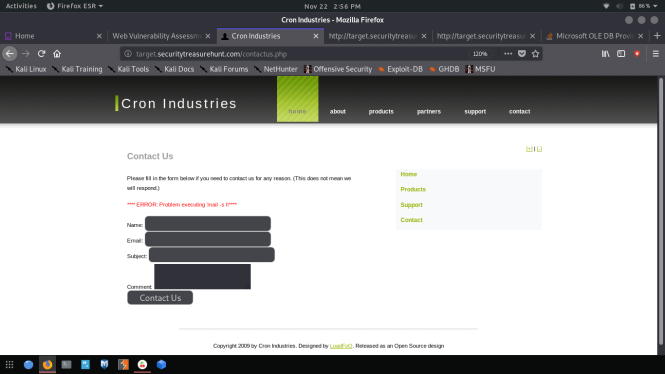 Activities Firefox ESR Nov 22 2:56 PM 86 %
Cron Industries - Mozilla Firefox
Home Web Vulnerability Assessm Cron Industries http://target.securitytreasur http://target.securitytreasu Microsoft OLE DB Provi
target.securitytreasurehunt.com/contactus.php 120%
Kali Linux Kali Training Kali Tools Kali Docs Kali Forums NetHunter Offensive Security Exploit-DB GHDB MSFU
Cron Industries
home about products partners support contact
[+] | [-]
Contact Us
Please fill in the form below if you need to contact us for any reason. (This does not mean we
will respond.)
**** ERROR: Problem executing !mail -s !!****
Name:
Email:
Subject:
Comment:
Contact Us
Home
Products
Support
Contact
Copyright 2009 by Cron Industries. Designed by Released as an Open Source design